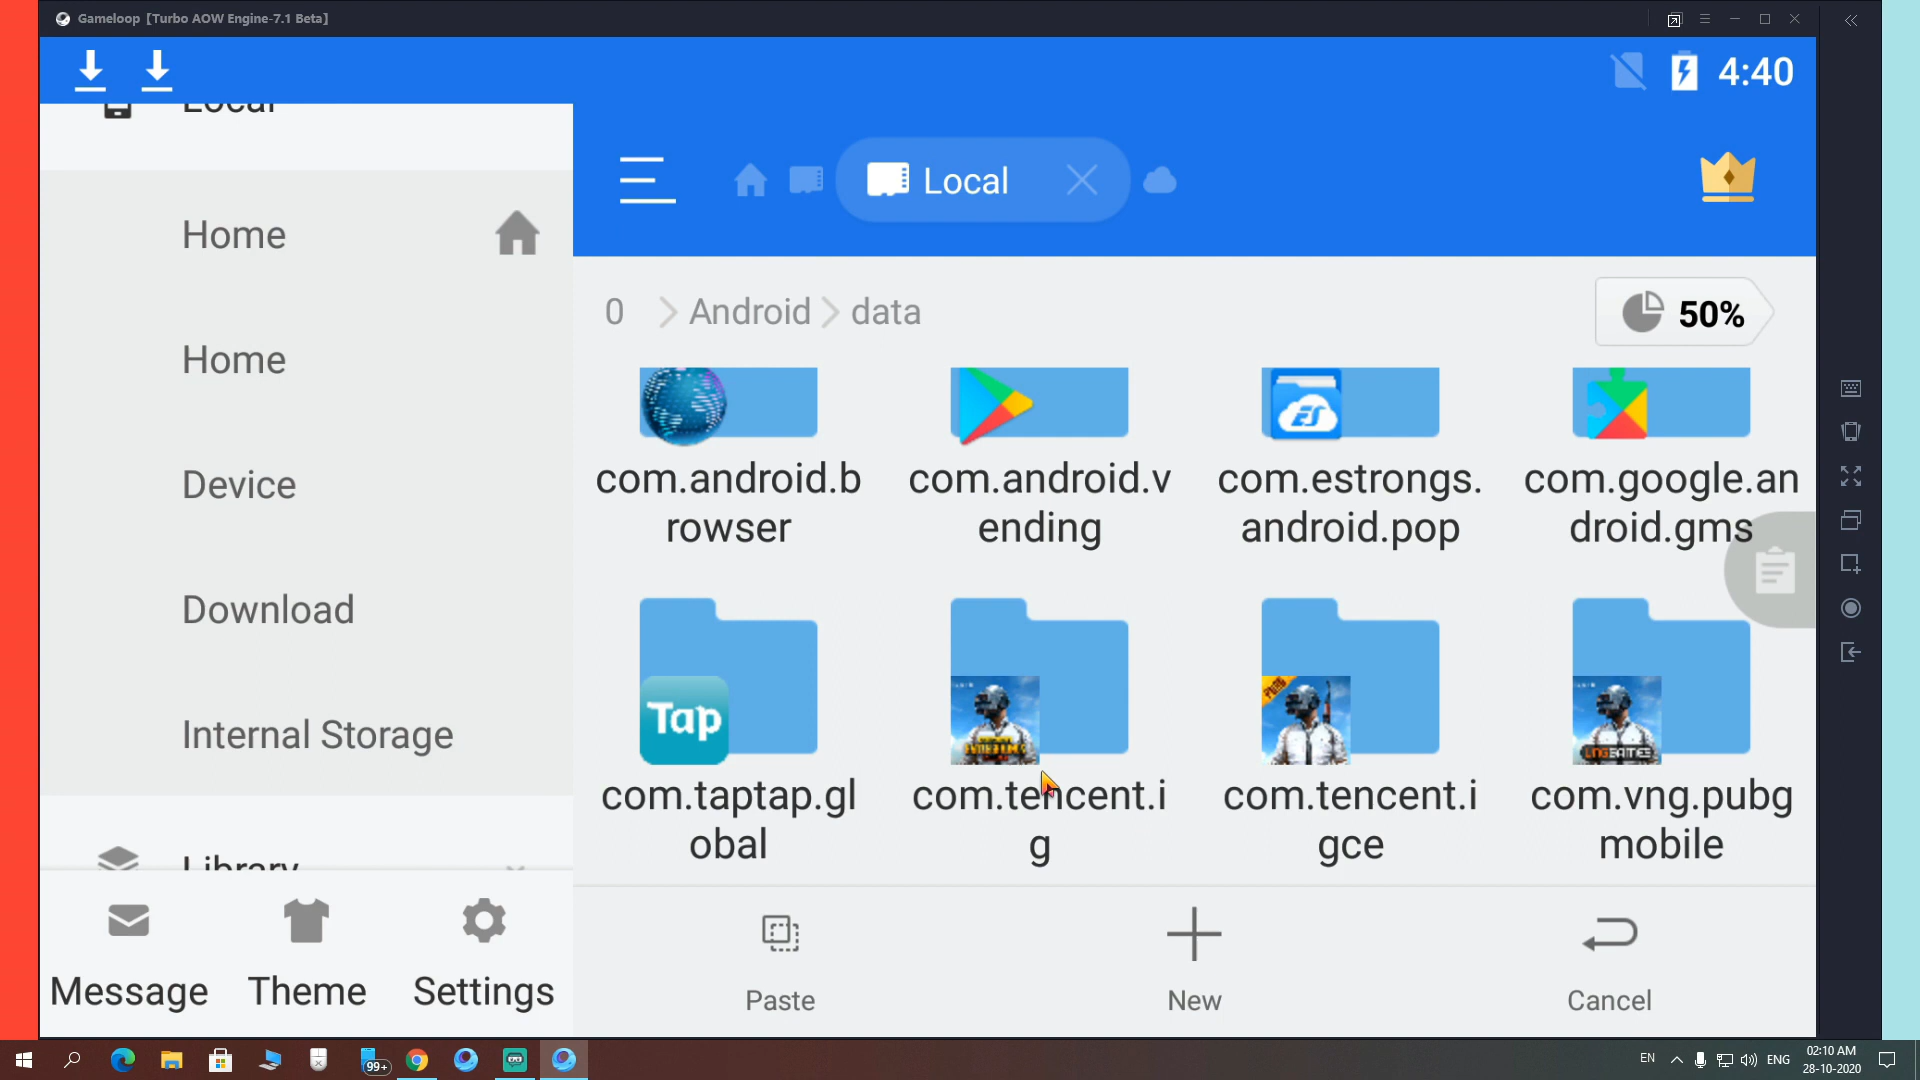 Gameloop [Turbo AOW Engine-7.1 Beta]
4:40
Local
Home
Home
Device
Download
Internal Storage
Library
Message
Theme
Settings
Local
0 Android data
50%
com.android.b
rowser
com.android.v
ending
com.estrongs.
android.pop
com.google.an
droid.gms
Tap
com.taptap.gl
obal
com.tencent.i
g
PUBG
com.tencent.i
gce
com.vng.pubg
mobile
Paste
New
Cancel
99+
EN
ENG
02:10 AM
28-10-2020